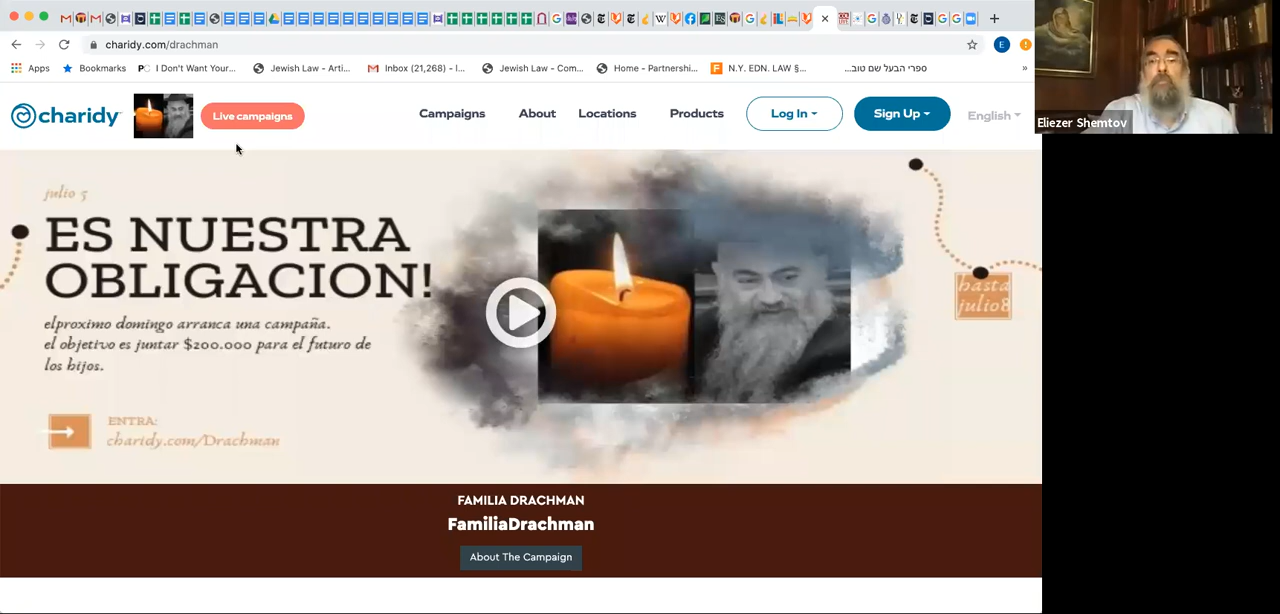 charidy.com/drachman
E
Apps
Bookmarks
I Don't Want Your...
Jewish Law - Arti...
Inbox (21,268) - l...
Jewish Law - Com...
Home - Partnershi...
N.Y. EDN. LAW §...
ספרי הבעל שם טוב...
»
Eliezer Shemtov
charidy
Live campaigns
Campaigns
About
Locations
Products
Log In
Sign Up
English
julio 5
ES NUESTRA
OBLIGACION!
elproximo domingo arranca una campaña.
el objetivo es juntar $200.000 para el futuro de
los hijos.
ENTRA:
charidy.com/Drachman
hasta
julio8
FAMILIA DRACHMAN
FamiliaDrachman
About The Campaign